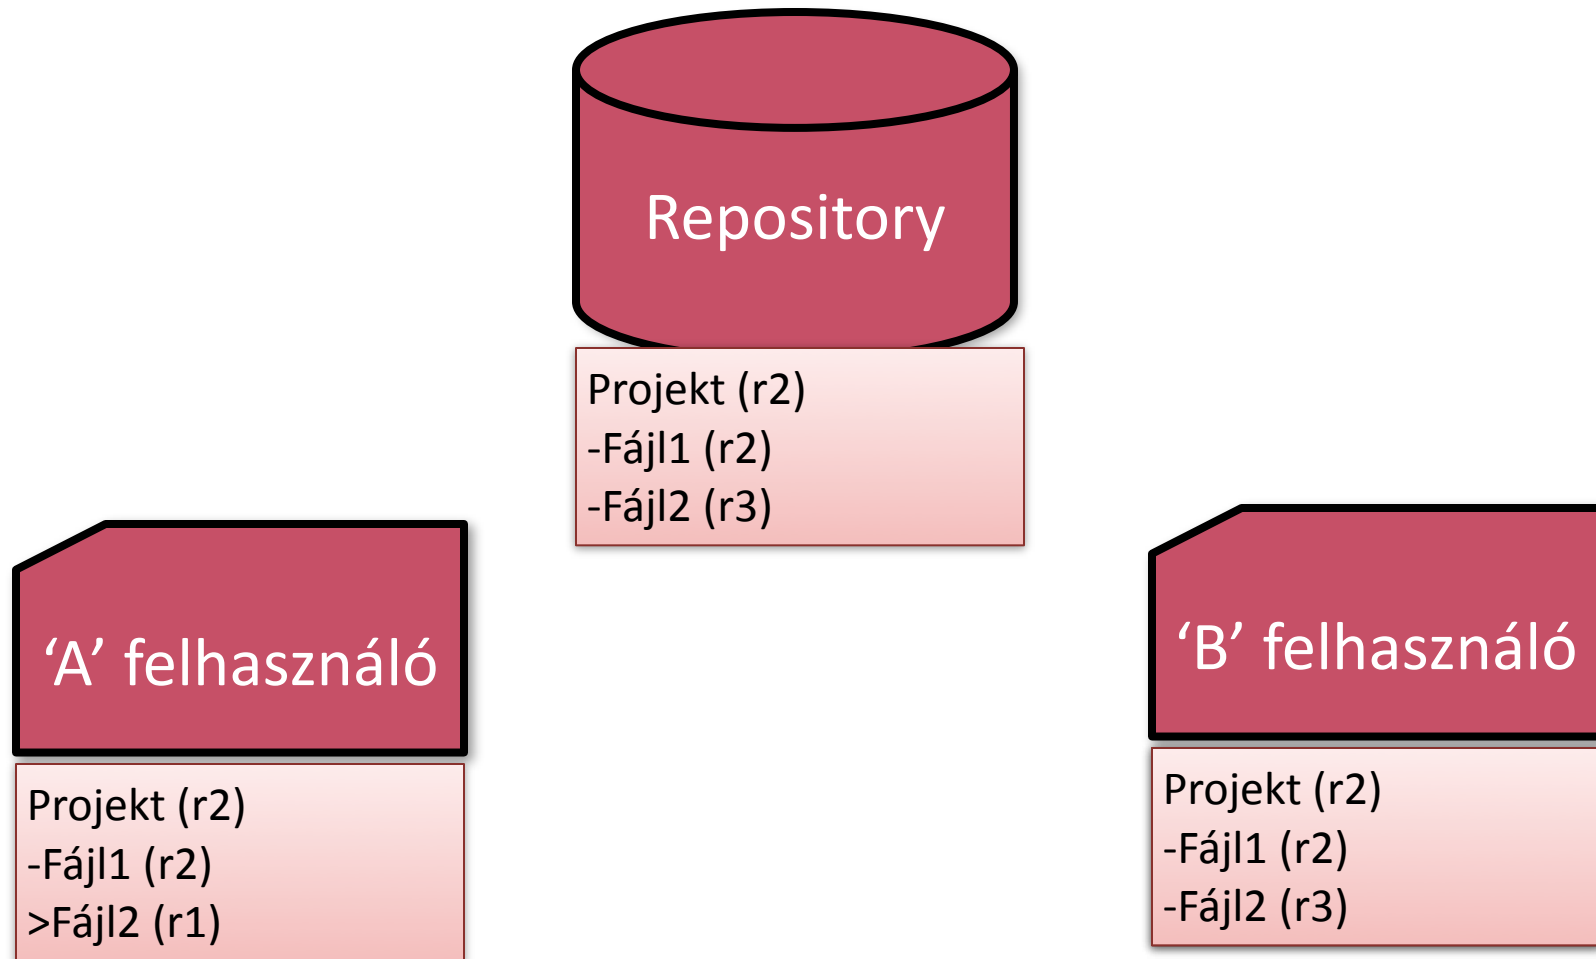 Repository
Projekt (r2)
-Fájl1 (r2)
-Fájl2 (r3)
‘A’ felhasználó
Projekt (r2)
-Fájl1 (r2)
>Fájl2 (r1)
‘B’ felhasználó
Projekt (r2)
-Fájl1 (r2)
-Fájl2 (r3)